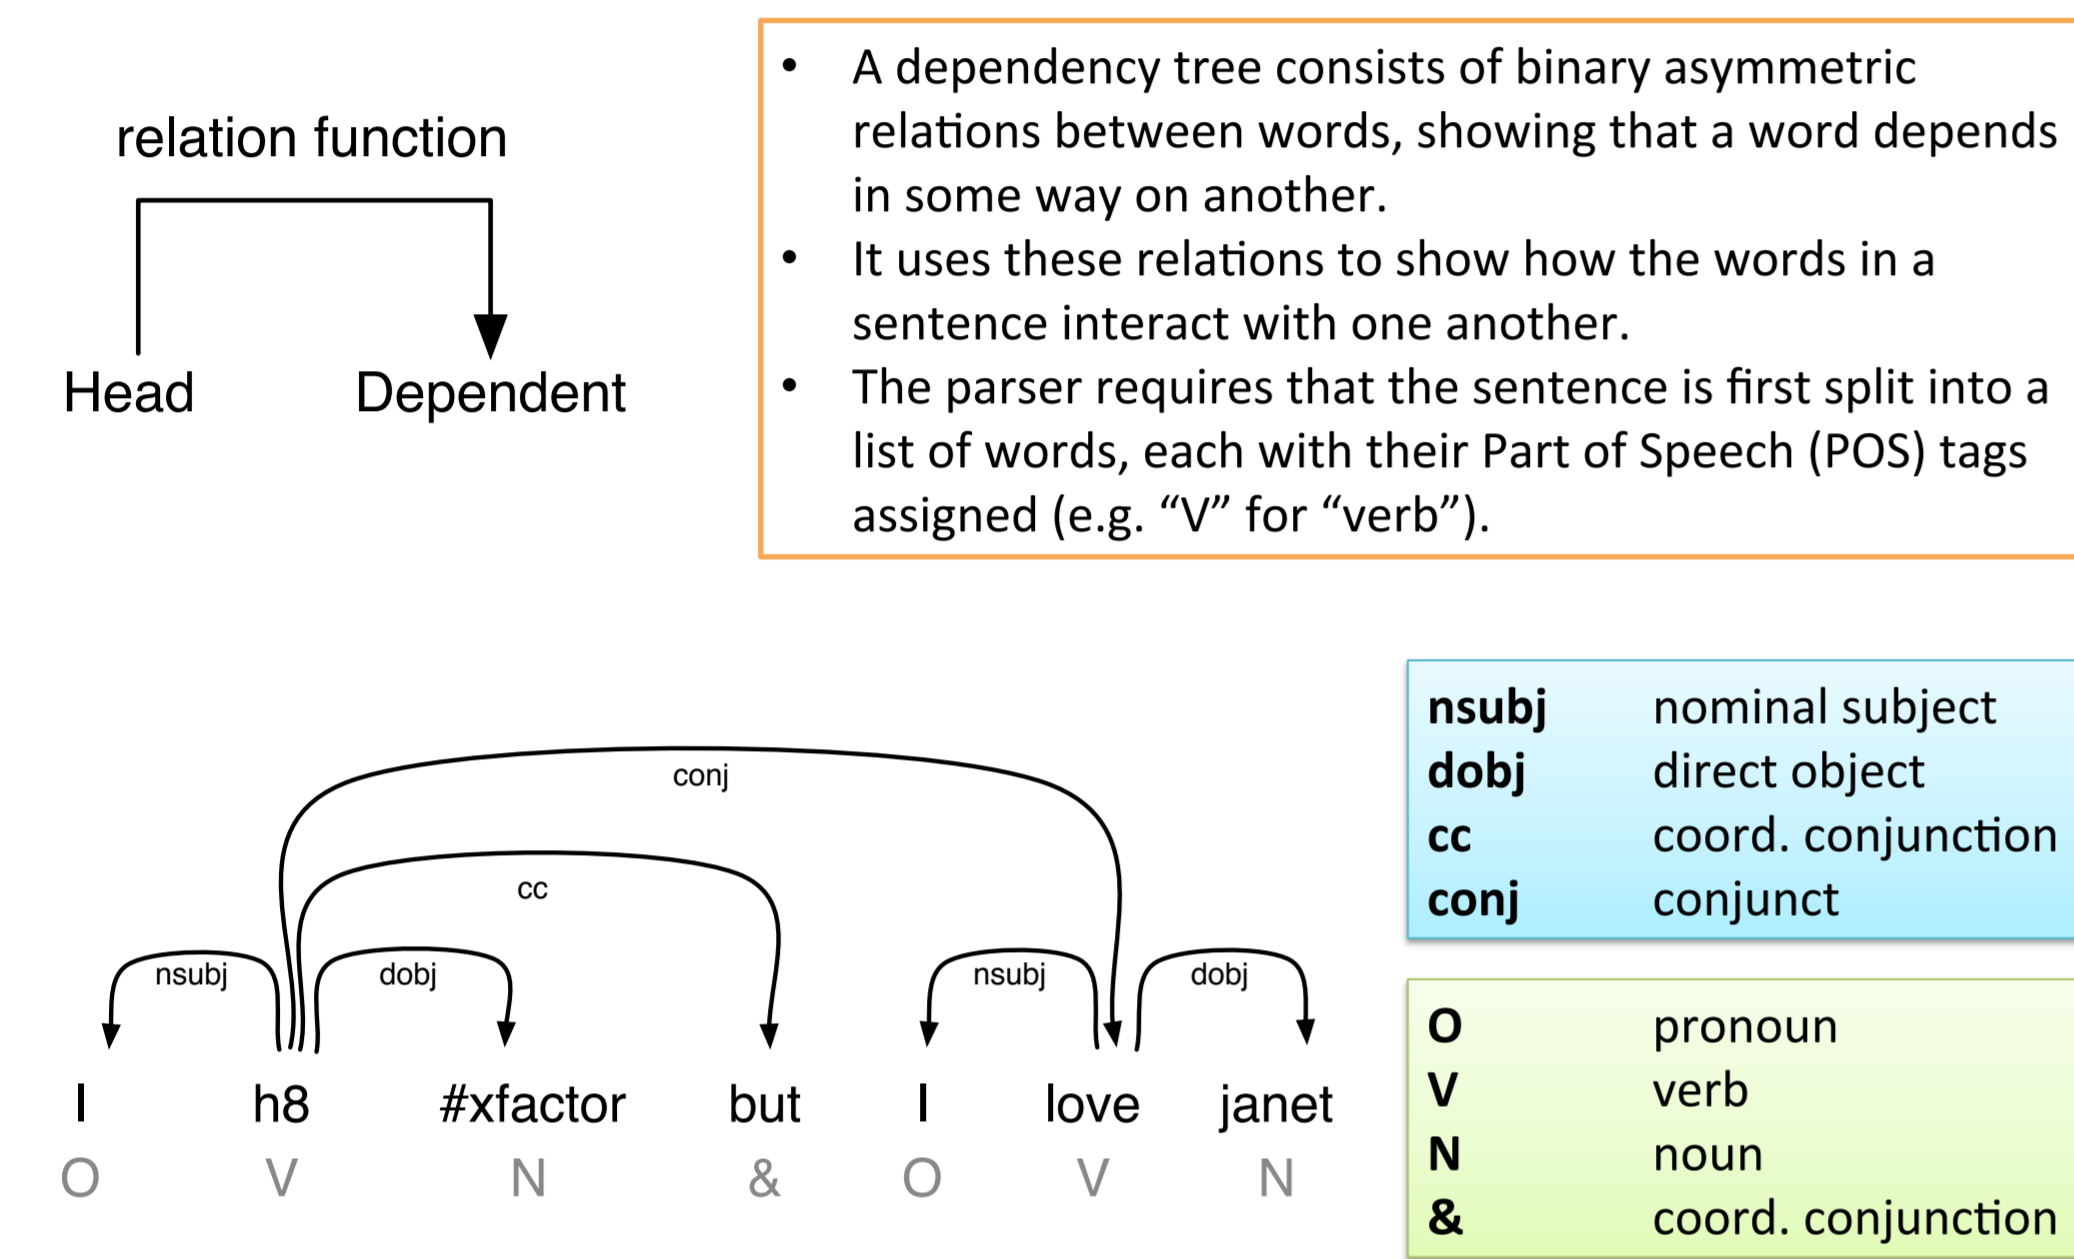 relation function
Head Dependent
• A dependency tree consists of binary asymmetric
relations between words, showing that a word depends
in some way on another.
• It uses these relations to show how the words in a
sentence interact with one another.
• The parser requires that the sentence is first split into a
list of words, each with their Part of Speech (POS) tags
assigned (e.g. “V” for “verb”).
conj
cc
nsubj dobj nsubj dobj
I h8 #xfactor but I love janet
O V N & O V N
nsubj nominal subject
dobj direct object
cc coord. conjunction
conj conjunct
O pronoun
V verb
N noun
& coord. conjunction